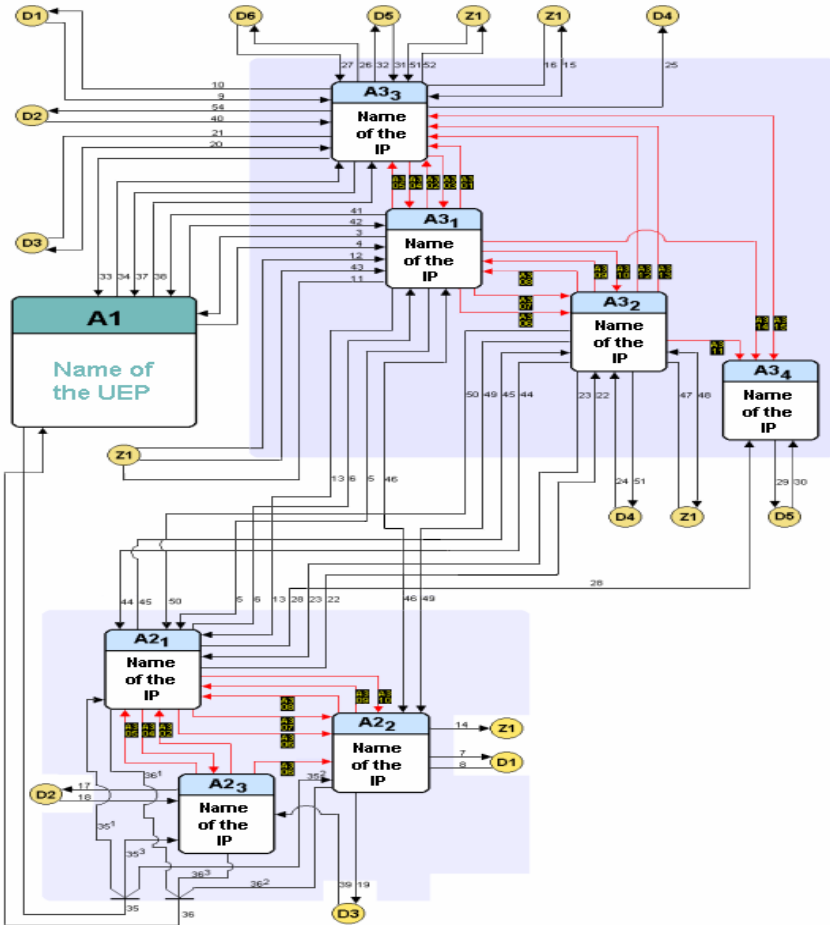 D1
D6
D5
Z1
Z1
D4
27
26
32
31
51
52
16
15
25
10
9
A3₃
54
D2
40
Name
of the
IP
21
20
41
A3₁
D3
42
3
Name
of the
IP
4
12
43
11
33
34
37
38
A3₂
Name
of the
IP
A1
Name of
the UEP
A3₄
Name
of the
IP
50
49
45
44
23
22
47
48
Z1
13
6
5
46
24
51
29
30
D4
Z1
D5
28
44
45
50
5
6
13
28
23
22
46
49
A2₁
Name
of the
IP
A2₂
Name
of the
IP
14
Z1
7
D1
8
36¹
35²
A2₃
Name
of the
IP
D2
17
18
35¹
35³
36³
36²
39
19
35
36
D3